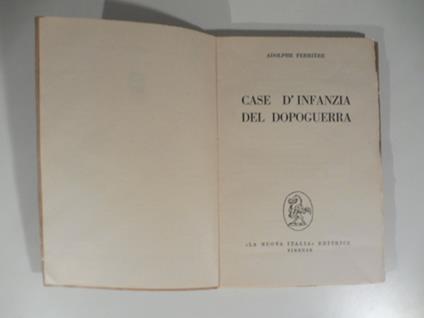 ADOLPHE FERRIÈRE
CASE D'INFANZIA
DEL DOPOGUERRA
«LA NUOVA ITALIA» EDITRICE
FIRENZE